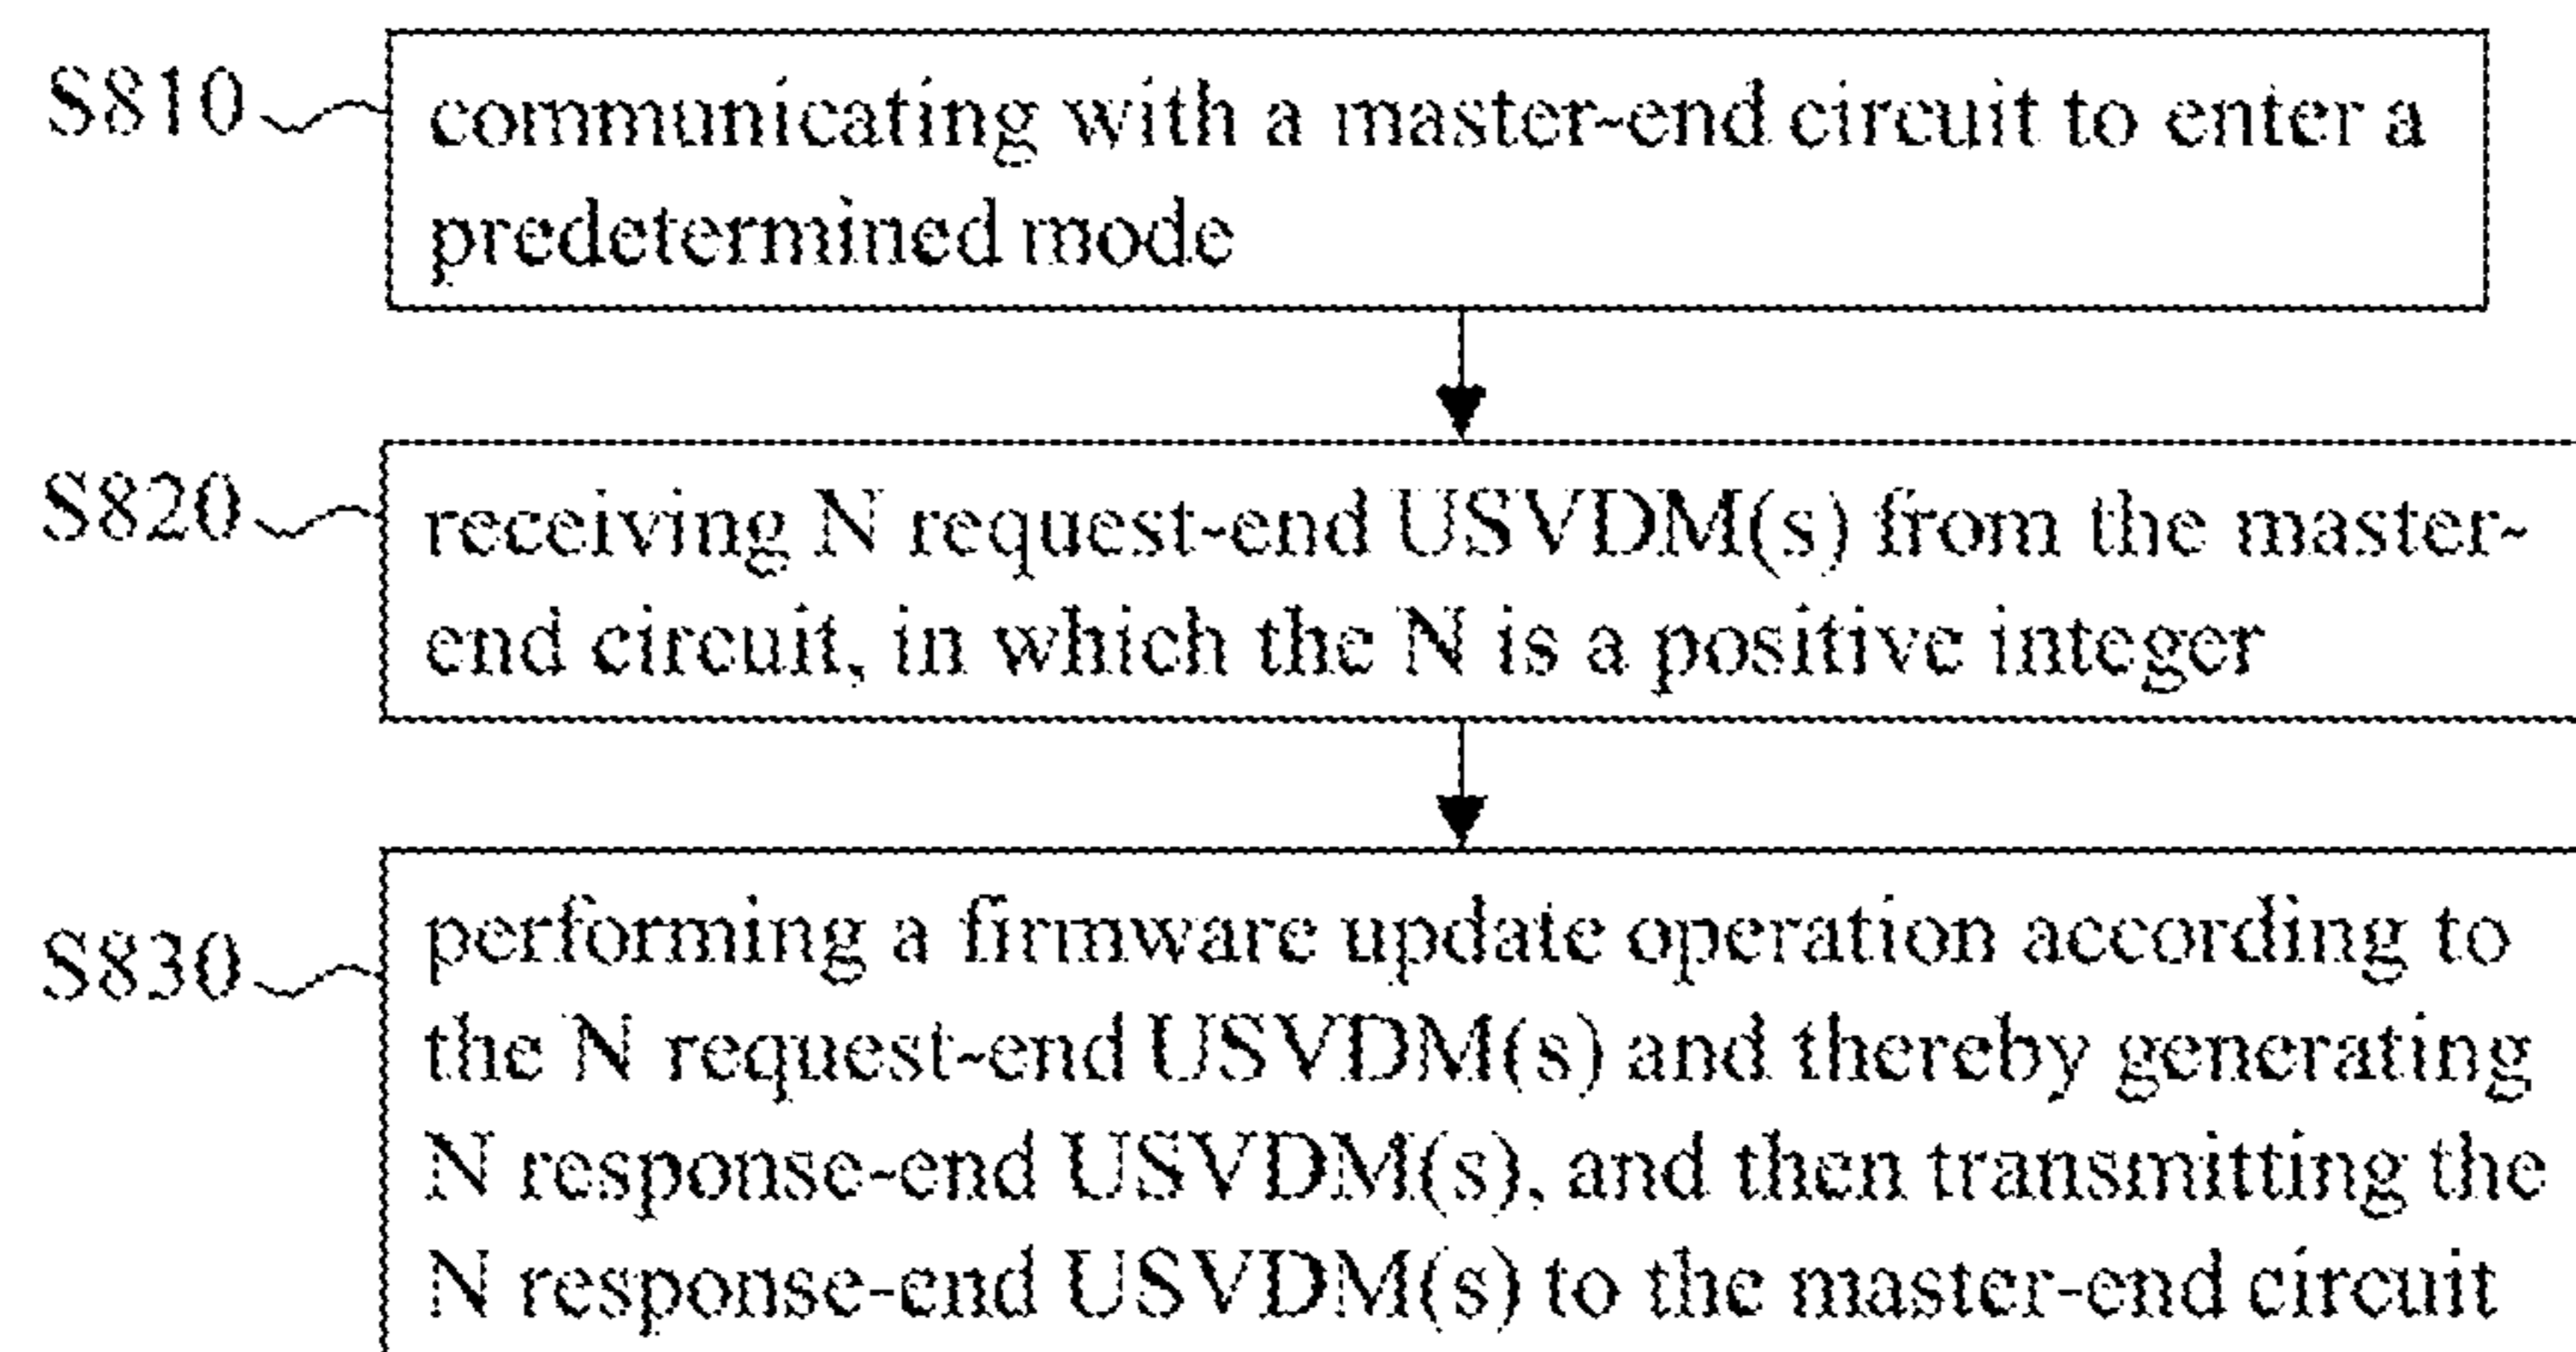 S810
communicating with a master-end circuit to enter a
predetermined mode
S820
receiving N request-end USVDM(s) from the master-
end circuit, in which the N is a positive integer
S830
performing a firmware update operation according to
the N request-end USVDM(s) and thereby generating
N response-end USVDM(s), and then transmitting the
N response-end USVDM(s) to the master-end circuit